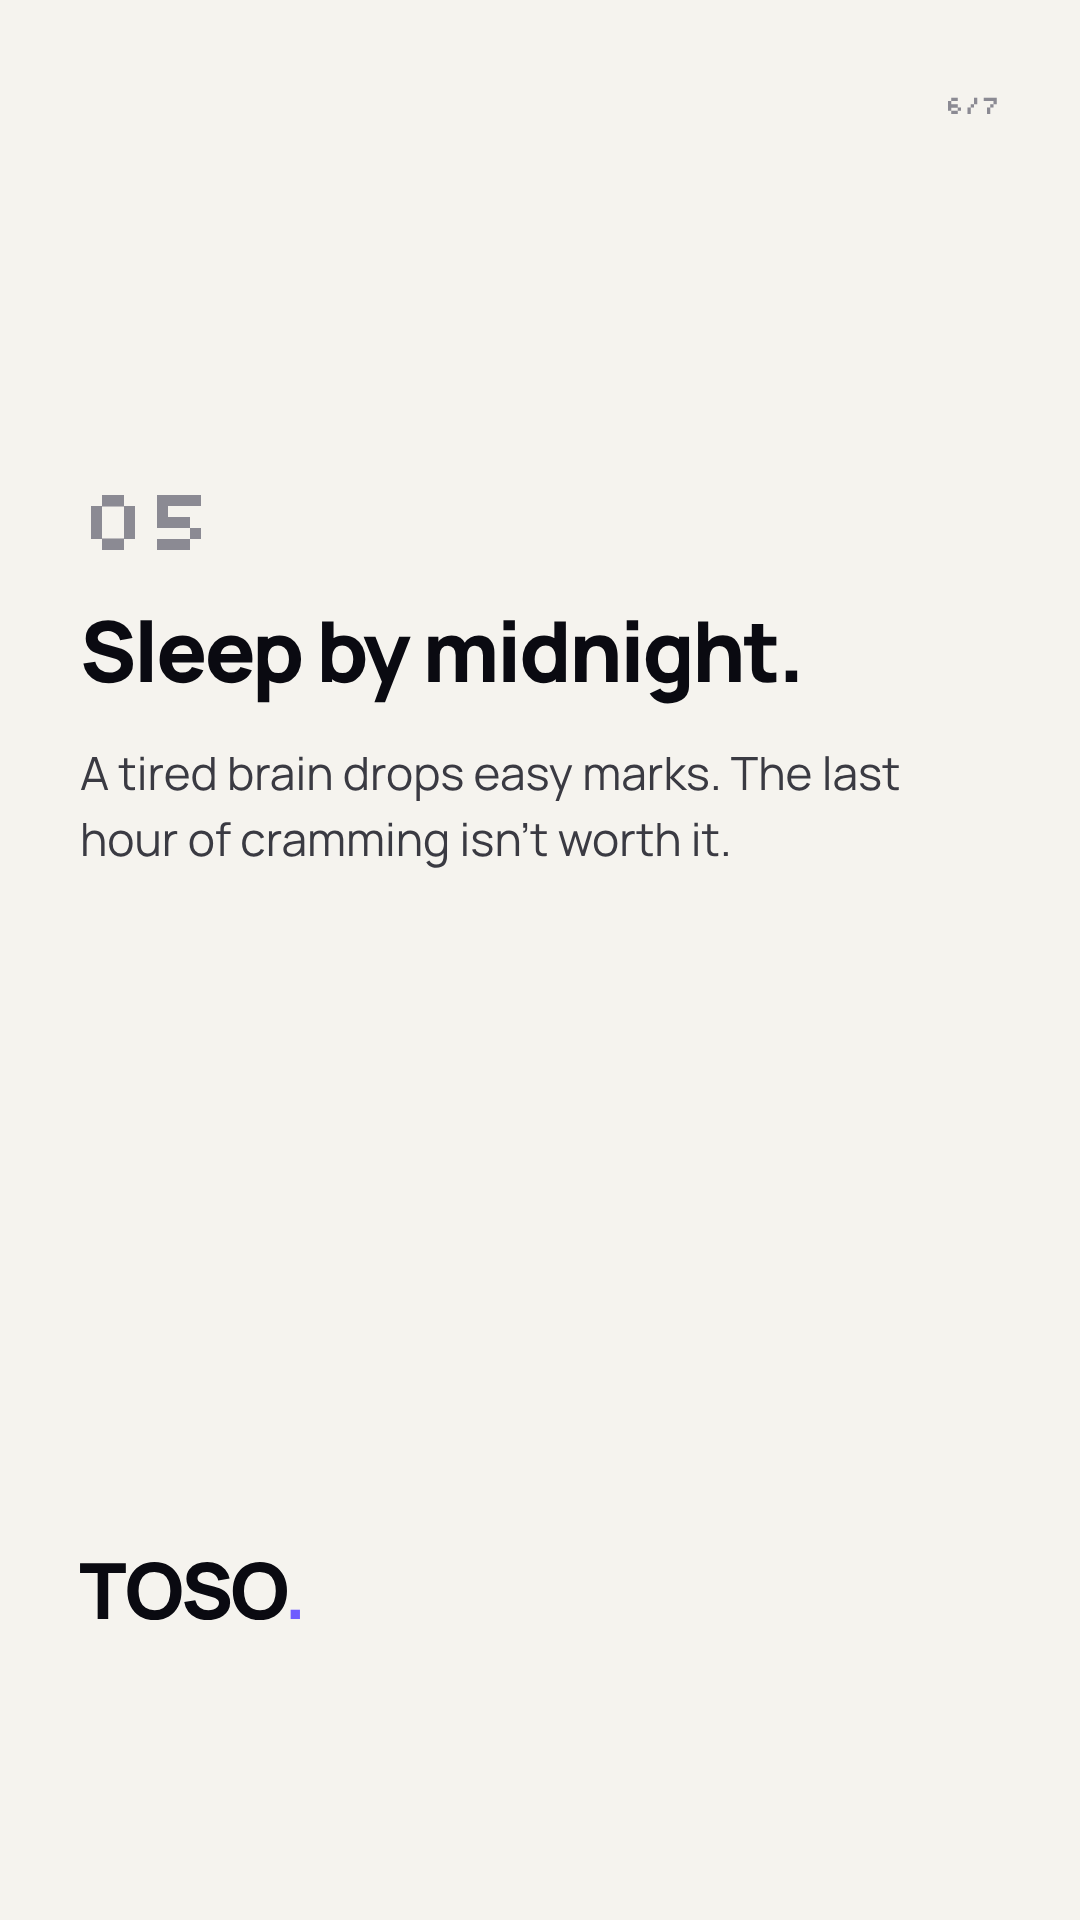 6/7
05
Sleep by midnight.
A tired brain drops easy marks. The last
hour of cramming isn’t worth it.
TOSO.